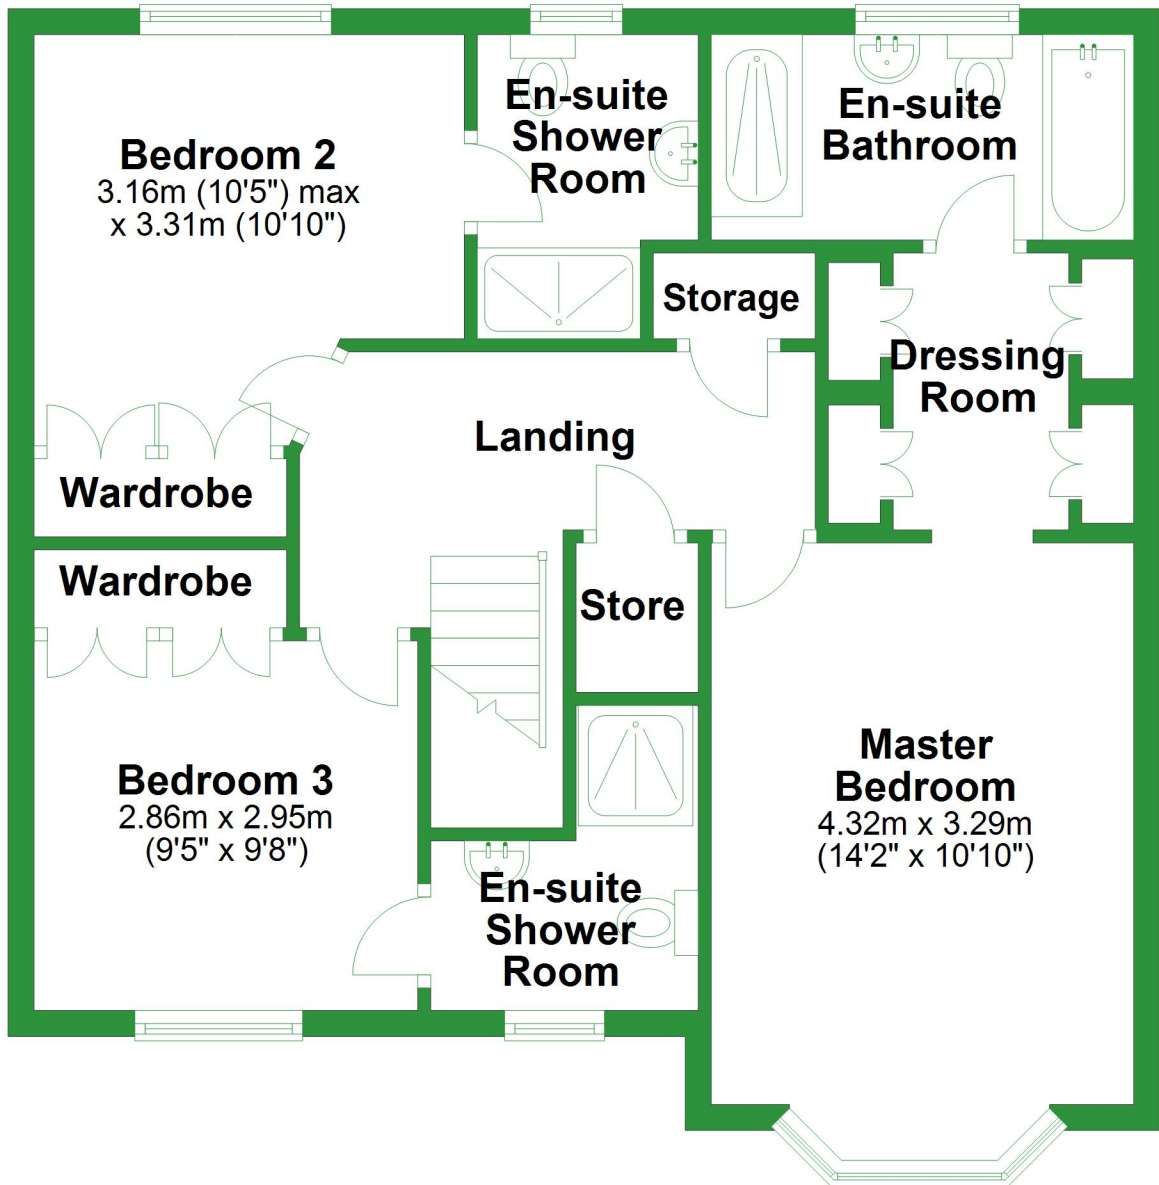 Bedroom 2
3.16m (10'5") max
x 3.31m (10'10")
En-suite
Shower
Room
En-suite
Bathroom
Storage
Dressing
Room
Landing
Wardrobe
Wardrobe
Store
Bedroom 3
2.86m x 2.95m
(9'5" x 9'8")
Master
Bedroom
4.32m x 3.29m
(14'2" x 10'10")
En-suite
Shower
Room